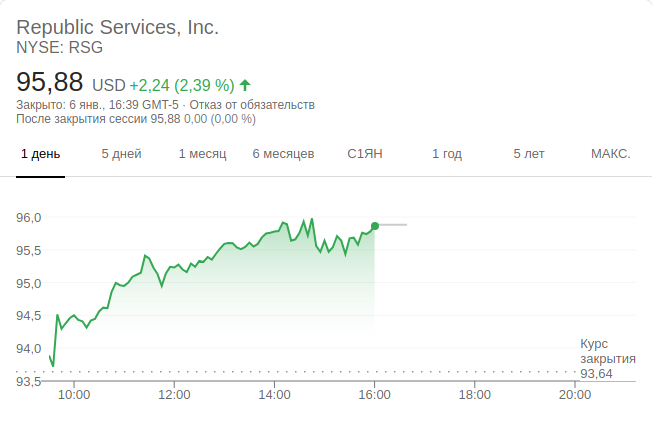 Republic Services, Inc.
NYSE: RSG
95,88 USD +2,24 (2,39 %)
Закрыто: 6 янв., 16:39 GMT-5 · Отказ от обязательств
После закрытия сессии 95,88 0,00 (0,00 %)
1 день 5 дней 1 месяц 6 месяцев С1ЯН 1 год 5 лет МАКС.
96,0
95,5
95,0
94,5
94,0
Курс
закрытия
93,64
93,5
10:00 12:00 14:00 16:00 18:00 20:00